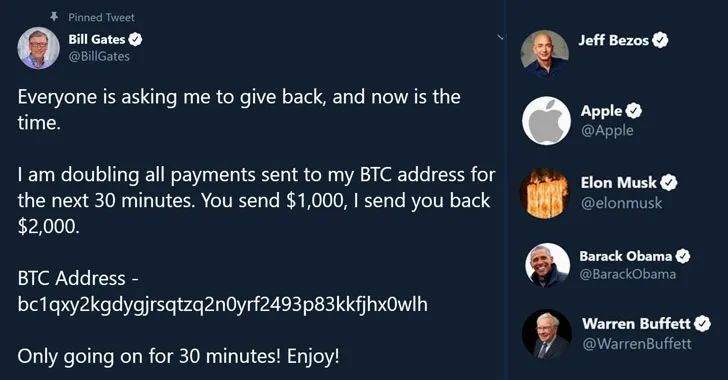 Pinned Tweet
Bill Gates
@BillGates
Everyone is asking me to give back, and now is the
time.
I am doubling all payments sent to my BTC address for
the next 30 minutes. You send $1,000, I send you back
$2,000.
BTC Address -
bc1qxy2kgdygjrsqtzq2n0yrf2493p83kkfjhx0wlh
Only going on for 30 minutes! Enjoy!
Jeff Bezos
Apple
@Apple
Elon Musk
@elonmusk
Barack Obama
@BarackObama
Warren Buffett
@WarrenBuffett